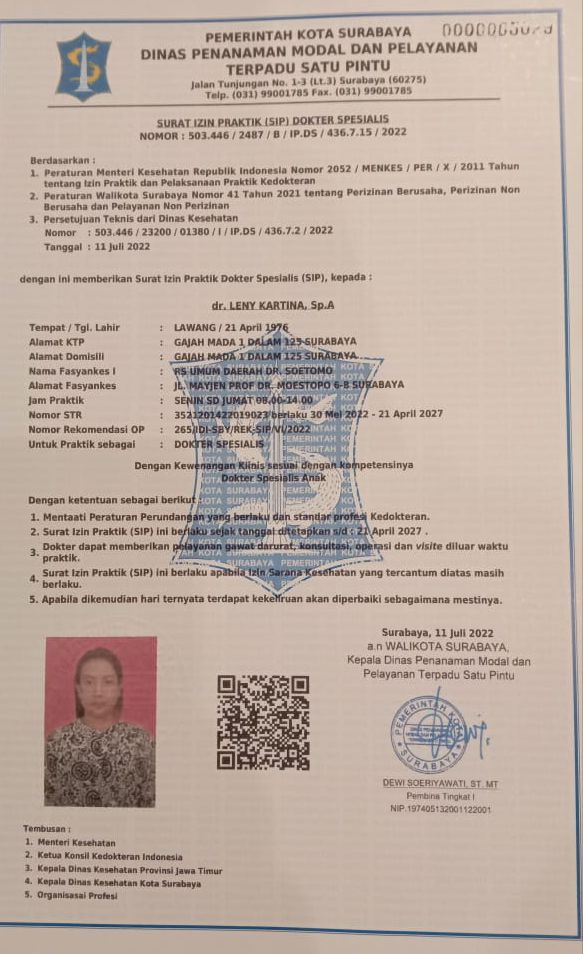 PEMERINTAH KOTA SURABAYA
DINAS PENANAMAN MODAL DAN PELAYANAN
TERPADU SATU PINTU
Jalan Tunjungan No. 1-3 (Lt.3) Surabaya (60275)
Telp. (031) 99001785 Fax. (031) 99001785
SURAT IZIN PRAKTIK (SIP) DOKTER SPESIALIS
NOMOR : 503.446 / 2487 / B / IP.DS / 436.7.15 / 2022
Berdasarkan :
1. Peraturan Menteri Kesehatan Republik Indonesia Nomor 2052 / MENKES / PER / X / 2011 Tahun
tentang Izin Praktik dan Pelaksanaan Praktik Kedokteran
2. Peraturan Walikota Surabaya Nomor 41 Tahun 2021 tentang Perizinan Berusaha, Perizinan Non
Berusaha dan Pelayanan Non Perizinan
3. Persetujuan Teknis dari Dinas Kesehatan
Nomor : 503.446 / 23200 / 01380 / I / IP.DS / 436.7.2 / 2022
Tanggal : 11 Juli 2022
dengan ini memberikan Surat Izin Praktik Dokter Spesialis (SIP), kepada :
dr. LENY KARTINA, Sp.A
Tempat / Tgl. Lahir : LAWANG / 21 April 1976
Alamat KTP : GAJAH MADA 1 DALAM 125 SURABAYA
Alamat Domisili : GAJAH MADA 1 DALAM 125 SURABAYA
Nama Fasyankes I : RS UMUM DAERAH DR. SOETOMO
Alamat Fasyankes : JL. MAYJEN PROF DR. MOESTOPO 6-8 SURABAYA
Jam Praktik : SENIN SD JUMAT 08.00-14.00
Nomor STR : 3521201422019023 berlaku 30 Mei 2022 - 21 April 2027
Nomor Rekomendasi OP : 265/IDI-SBY/REK-SIP/VI/2022
Untuk Praktik sebagai : DOKTER SPESIALIS
Dengan Kewenangan Klinis sesuai dengan kompetensinya
Dokter Spesialis Anak
Dengan ketentuan sebagai berikut
1. Mentaati Peraturan Perundangan yang berlaku dan standar profesi Kedokteran.
2. Surat Izin Praktik (SIP) ini berlaku sejak tanggal ditetapkan s/d : 21 April 2027 .
3. Dokter dapat memberikan pelayanan gawat darurat, konsultasi, operasi dan visite diluar waktu
praktik.
4. Surat Izin Praktik (SIP) ini berlaku apabila Izin Sarana Kesehatan yang tercantum diatas masih
berlaku.
5. Apabila dikemudian hari ternyata terdapat kekeliruan akan diperbaiki sebagaimana mestinya.
Surabaya, 11 Juli 2022
a.n WALIKOTA SURABAYA,
Kepala Dinas Penanaman Modal dan
Pelayanan Terpadu Satu Pintu
PEMERINTAH KOTA
SURABAYA
DEWI SOERIYAWATI, ST. MT
Pembina Tingkat I
NIP.197405132001122001
Tembusan :
1. Menteri Kesehatan
2. Ketua Konsil Kedokteran Indonesia
3. Kepala Dinas Kesehatan Provinsi Jawa Timur
4. Kepala Dinas Kesehatan Kota Surabaya
5. Organisasai Profesi